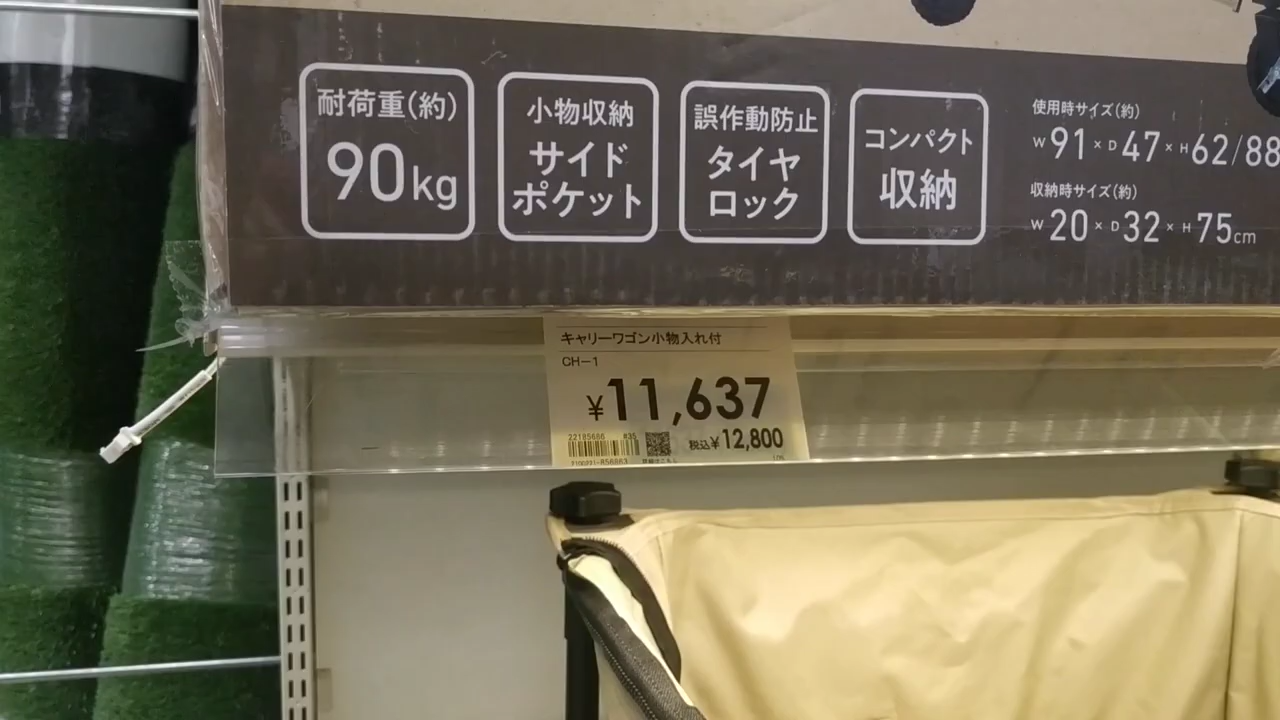 耐荷重(約)
90kg
小物収納
サイド
ポケット
誤作動防止
タイヤ
ロック
コンパクト
収納
使用時サイズ(約)
W91×D47×H62/88
収納時サイズ(約)
W20×D32×H75cm
キャリーワゴン小物入れ付
CH-1
¥11,637
22185686 #35
税込¥12,800